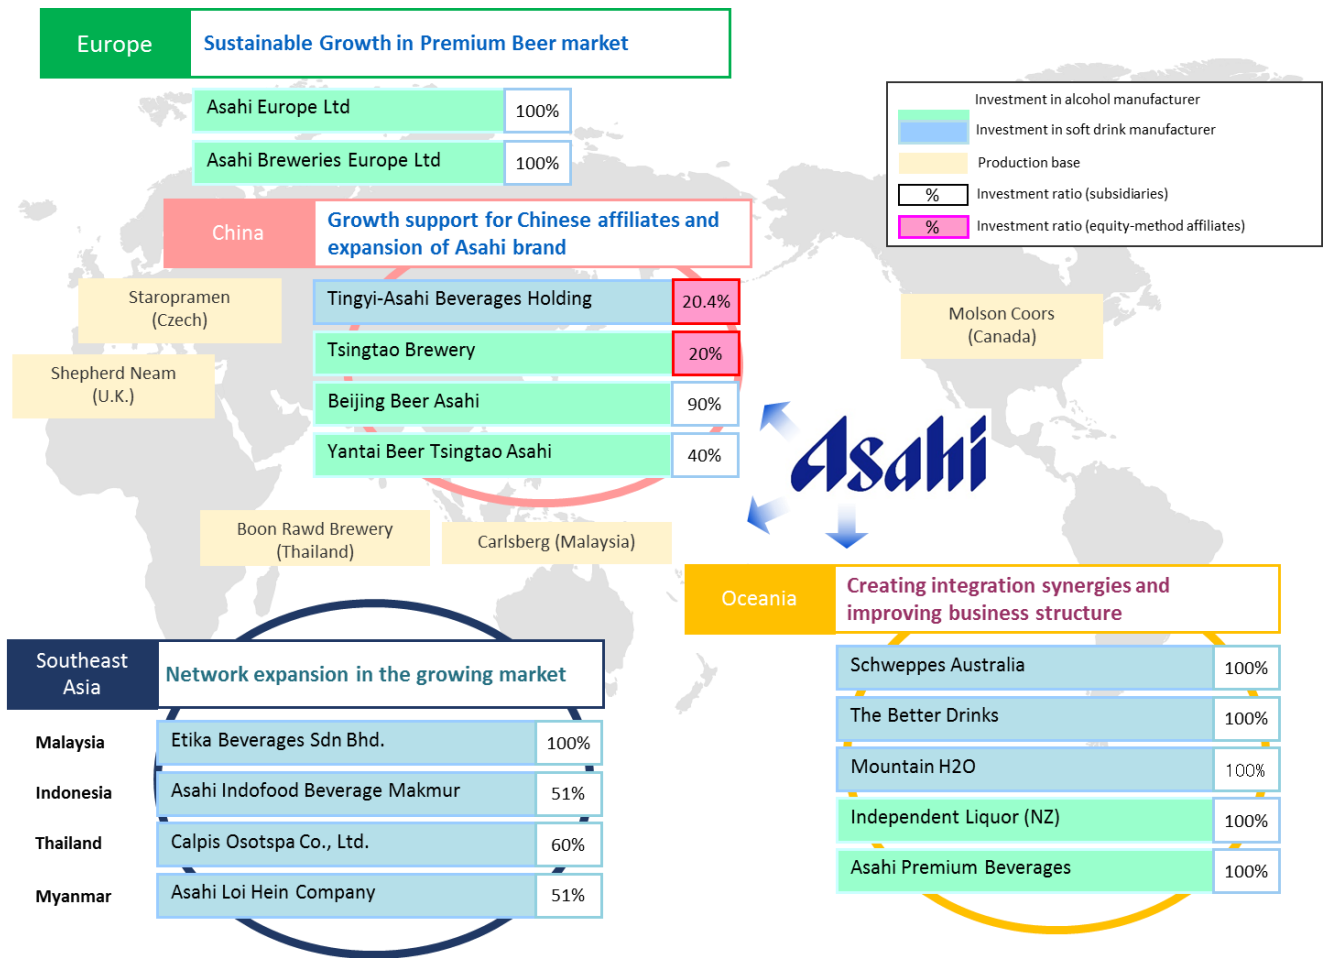 Europe
Sustainable Growth in Premium Beer market
Asahi Europe Ltd
100%
Asahi Breweries Europe Ltd
100%
Investment in alcohol manufacturer
Investment in soft drink manufacturer
Production base
%
Investment ratio (subsidiaries)
%
Investment ratio (equity-method affiliates)
China
Growth support for Chinese affiliates and
expansion of Asahi brand
Tingyi-Asahi Beverages Holding
20.4%
Tsingtao Brewery
20%
Beijing Beer Asahi
90%
Yantai Beer Tsingtao Asahi
40%
Staropramen
(Czech)
Shepherd Neam
(U.K.)
Molson Coors
(Canada)
Asahi
Boon Rawd Brewery
(Thailand)
Carlsberg (Malaysia)
Oceania
Creating integration synergies and
improving business structure
Schweppes Australia
100%
The Better Drinks
100%
Mountain H2O
100%
Independent Liquor (NZ)
100%
Asahi Premium Beverages
100%
Southeast
Asia
Network expansion in the growing market
Malaysia
Etika Beverages Sdn Bhd.
100%
Indonesia
Asahi Indofood Beverage Makmur
51%
Thailand
Calpis Osotspa Co., Ltd.
60%
Myanmar
Asahi Loi Hein Company
51%